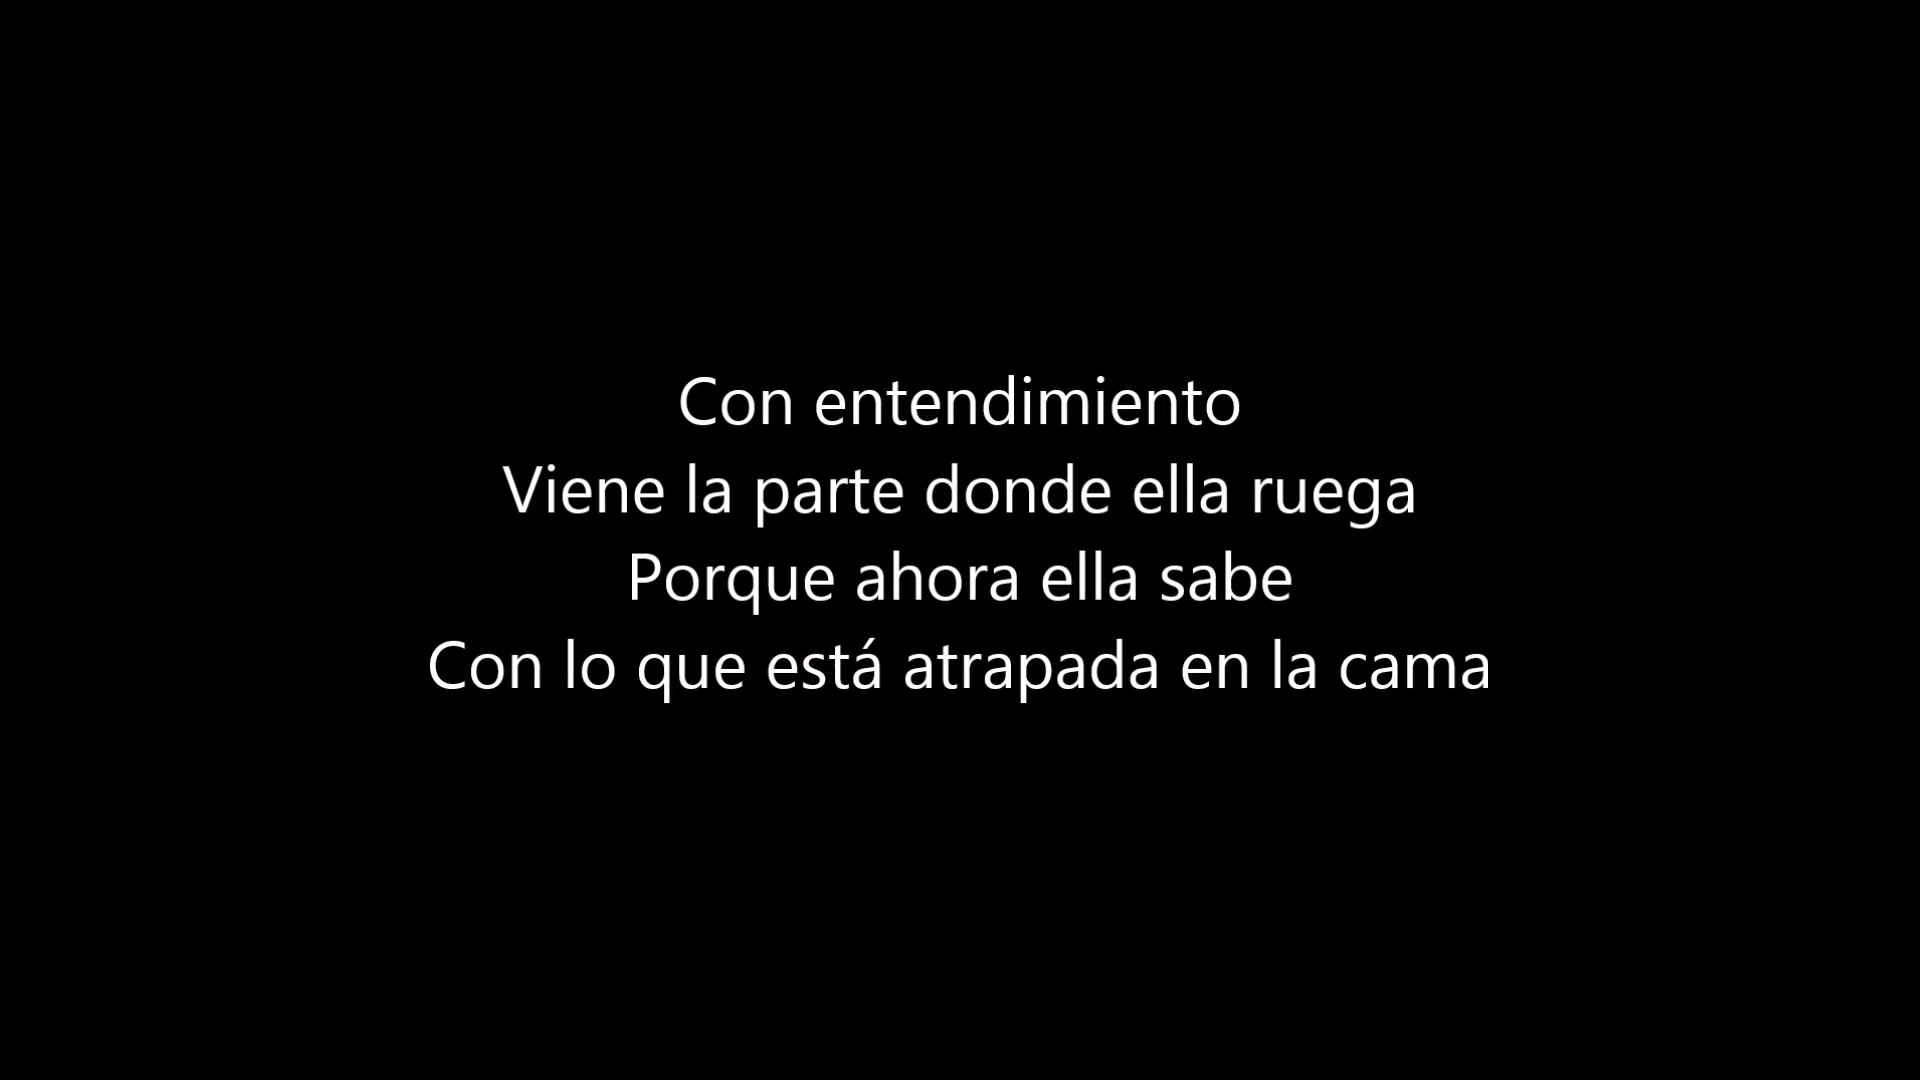 Con entendimiento
Viene la parte donde ella ruega
Porque ahora ella sabe
Con lo que está atrapada en la cama